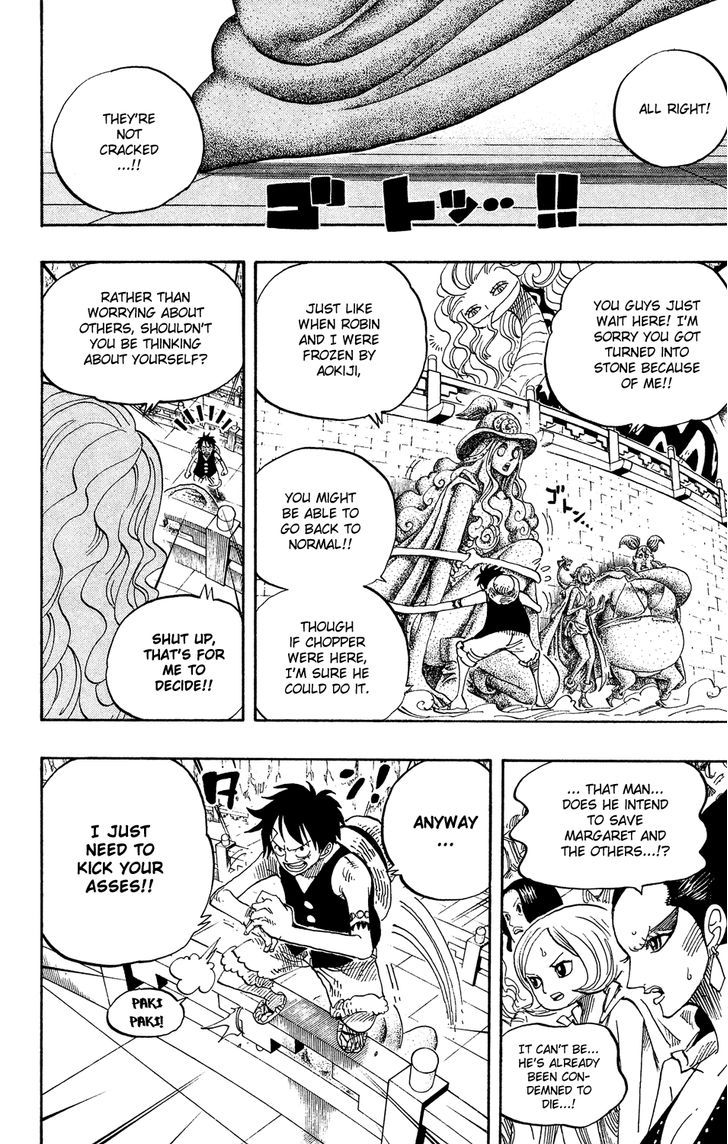 ALL RIGHT!
THEY'RE
NOT
CRACKED
...!!
ゴトッ…!!
YOU GUYS JUST
WAIT HERE! I'M
SORRY YOU GOT
TURNED INTO
STONE BECAUSE
OF ME!!
JUST LIKE
WHEN ROBIN
AND I WERE
FROZEN BY
AOKIJI,
ゴトン…
YOU MIGHT
BE ABLE TO
GO BACK TO
NORMAL!!
THOUGH
IF CHOPPER
WERE HERE,
I'M SURE HE
COULD DO IT.
RATHER THAN
WORRYING ABOUT
OTHERS, SHOULDN'T
YOU BE THINKING
ABOUT YOURSELF?
SHUT UP,
THAT'S FOR
ME TO
DECIDE!!
... THAT MAN...
DOES HE INTEND
TO SAVE
MARGARET AND
THE OTHERS...!?
IT CAN'T BE...
HE'S ALREADY
BEEN CON-
DEMNED TO
DIE...!
ANYWAY
...
タン!!
I JUST
NEED TO
KICK YOUR
ASSES!!
PAKI
PAKI!